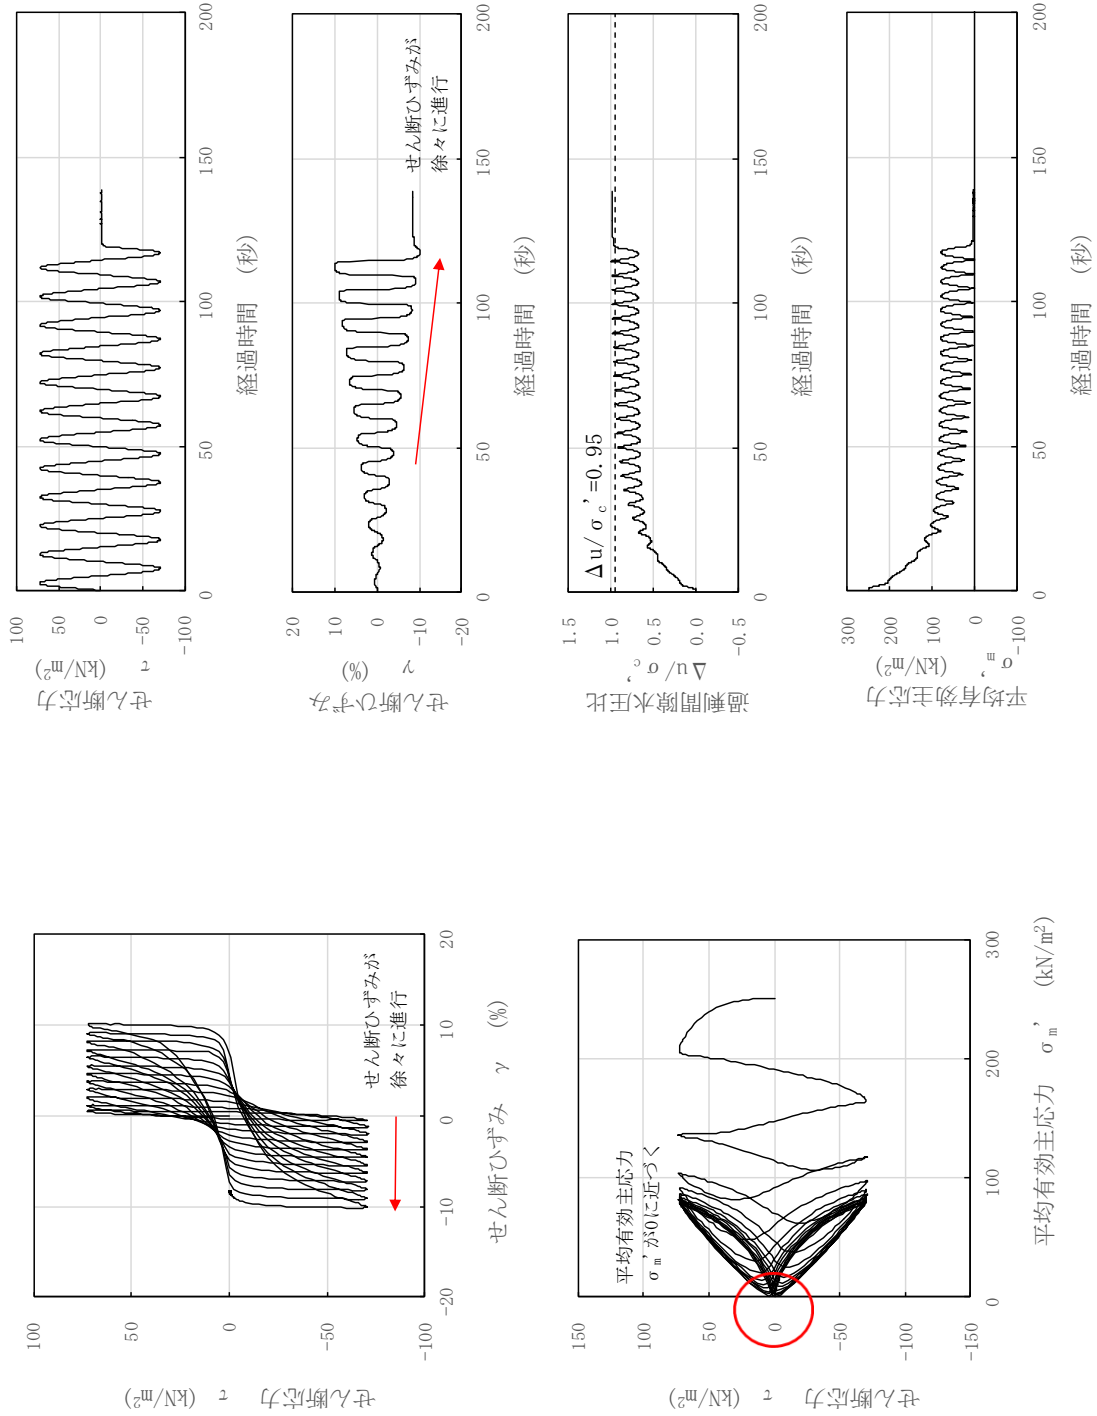 せん断応力 τ (kN/m²)
100
50
0
-50
-100
せん断ひずみが
徐々に進行
-20
-10
0
10
20
せん断ひずみ γ (%)
せん断応力 τ (kN/m²)
150
100
50
0
-50
-100
-150
平均有効主応力
σm’が0に近づく
0
100
200
300
平均有効主応力 σm’ (kN/m²)
せん断応力
τ (kN/m²)
100
50
0
-50
-100
0
50
100
150
200
経過時間 (秒)
せん断ひずみ
γ (%)
20
10
0
-10
-20
せん断ひずみが
徐々に進行
0
50
100
150
200
経過時間 (秒)
過剰間隙水圧比
Δu/σc’
1.5
1.0
0.5
0.0
-0.5
Δu/σc’=0.95
0
50
100
150
200
経過時間 (秒)
平均有効主応力
σm’ (kN/m²)
300
200
100
0
-100
0
50
100
150
200
経過時間 (秒)